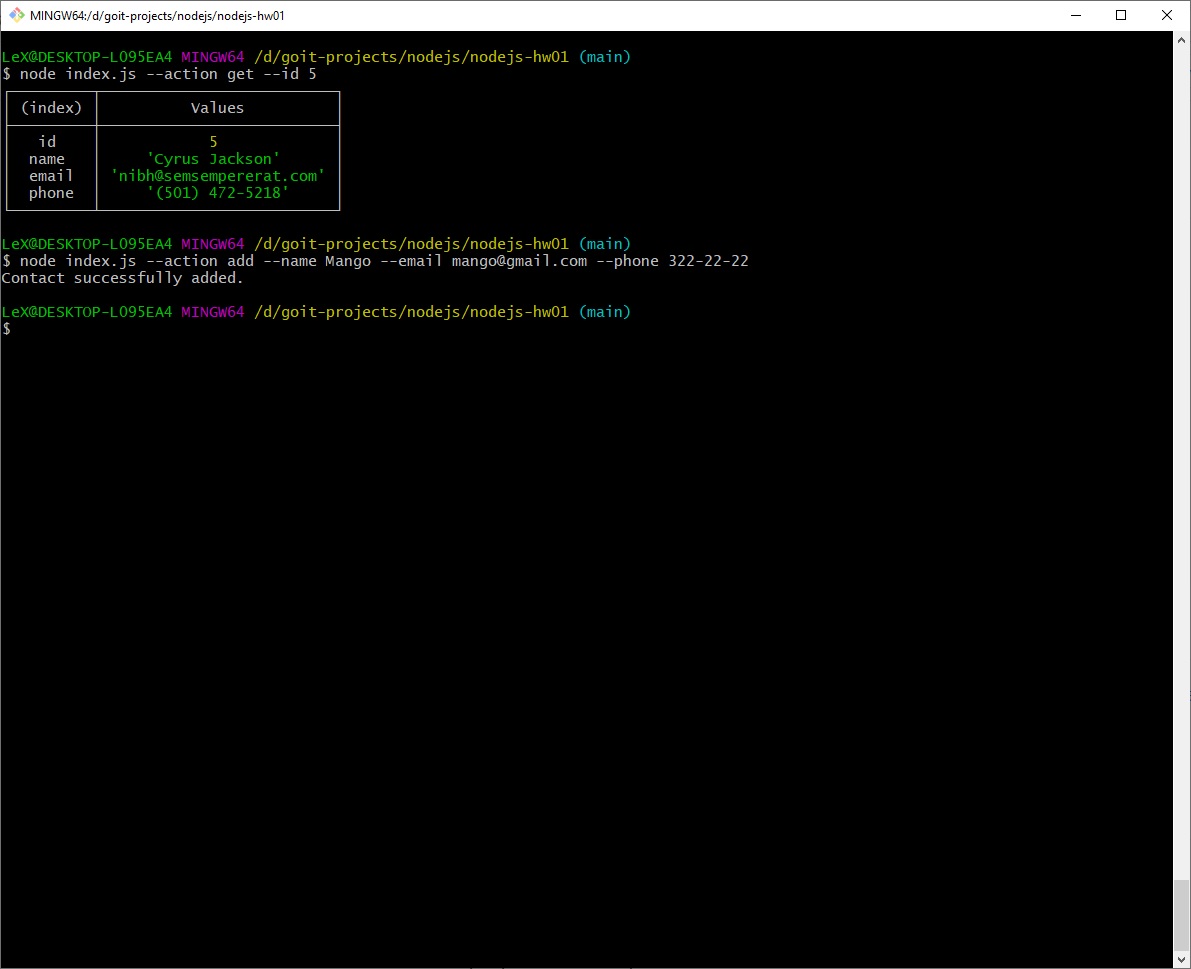 MINGW64:/d/goit-projects/nodejs/nodejs-hw01
LeX@DESKTOP-LO95EA4 MINGW64 /d/goit-projects/nodejs/nodejs-hw01 (main)
$ node index.js --action get --id 5
(index) Values
id 5
name 'Cyrus Jackson'
email 'nibh@semsempererat.com'
phone '(501) 472-5218'
LeX@DESKTOP-LO95EA4 MINGW64 /d/goit-projects/nodejs/nodejs-hw01 (main)
$ node index.js --action add --name Mango --email mango@gmail.com --phone 322-22-22
Contact successfully added.
LeX@DESKTOP-LO95EA4 MINGW64 /d/goit-projects/nodejs/nodejs-hw01 (main)
$